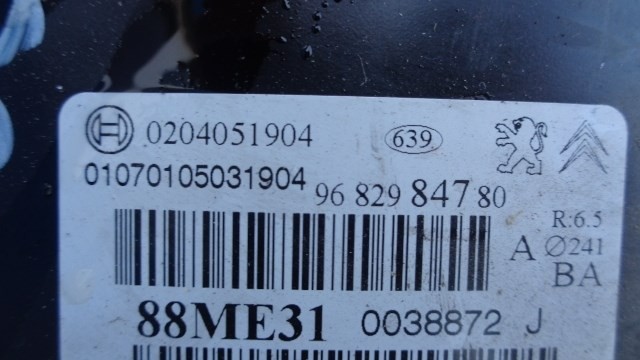 0204051904 639
01070105031904 96 829 847 80
R:6.5
A Ø241
BA
88ME31 0038872 J